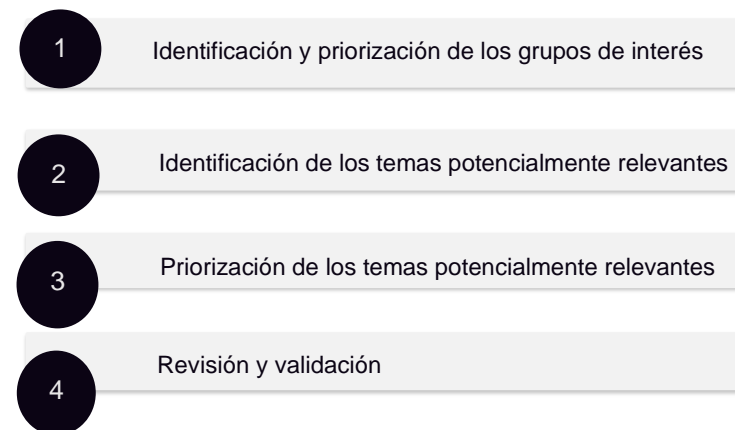 1 Identificación y priorización de los grupos de interés
2 Identificación de los temas potencialmente relevantes
3 Priorización de los temas potencialmente relevantes
4 Revisión y validación